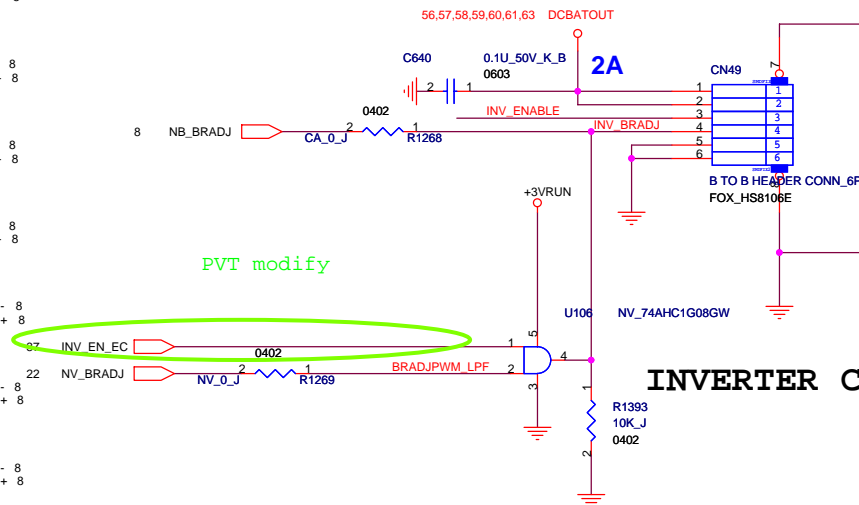 56,57,58,59,60,61,63 DCBATOUT
C640 0.1U_50V_K_B
0603
2A
2 1
CN49
7
1 1
2 2
3 3
4 4
5 5
6 6
INV_ENABLE
INV_BRADJ
0402
8 NB_BRADJ
2 1
CA_0_J R1268
B TO B HEADER CONN_6P
FOX_HS8106E
8
- 8
8
- 8
8
- 8
+3VRUN
PVT modify
U106 NV_74AHC1G08GW
5
- 8
+ 8
37 INV_EN_EC 1
4
0402
22 NV_BRADJ 2 1 BRADJPWM_LPF 2
NV_0_J R1269
3
- 8
+ 8
INVERTER C
1
R1393
10K_J
0402
2
- 8
+ 8